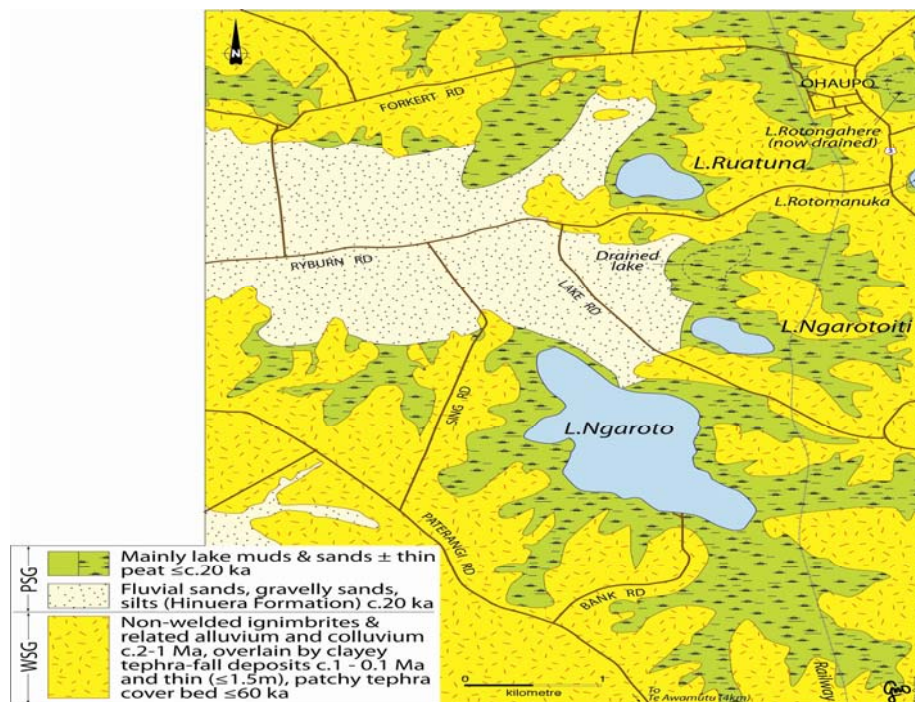 N
FORKERT RD
OHAUPO
L.Rotongahere
(now drained)
3
L.Ruatuna
L.Rotomanuka
RYBURN RD
Drained
lake
LAKE RD
L.Ngarotoiti
SING RD
L.Ngaroto
PATERANGI RD
BANK RD
Railway
0 1
kilometre
To
Te Awamutu (4km).
PSG
Mainly lake muds & sands ± thin
peat ≤c.20 ka
Fluvial sands, gravelly sands,
silts (Hinuera Formation) c.20 ka
WSG
Non-welded ignimbrites &
related alluvium and colluvium
c.2-1 Ma, overlain by clayey
tephra-fall deposits c.1 - 0.1 Ma
and thin (≤1.5m), patchy tephra
cover bed ≤60 ka